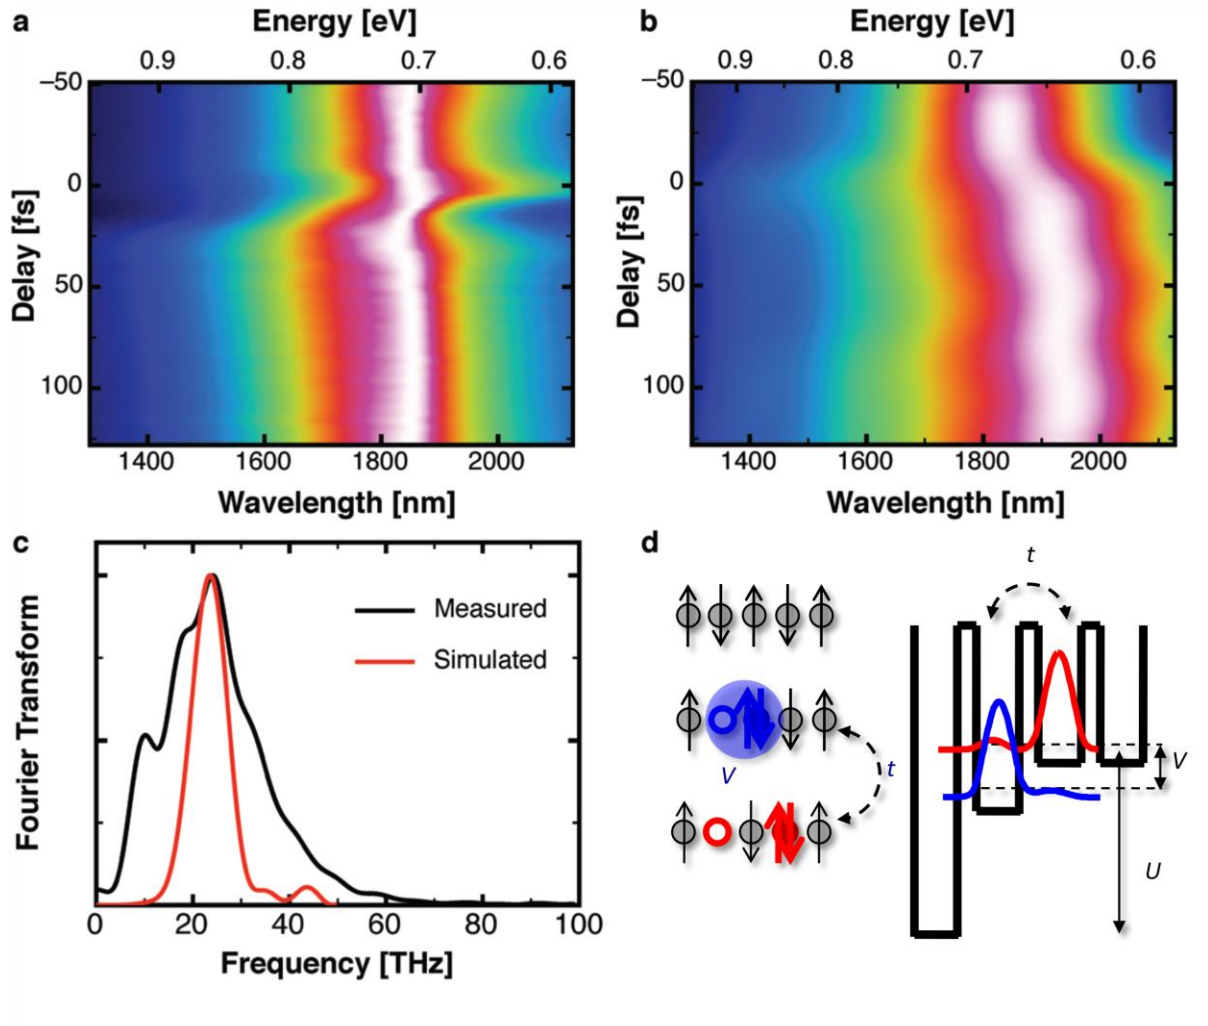 a
Energy [eV]
0.9 0.8 0.7 0.6
−50
0
50
100
Delay [fs]
1400 1600 1800 2000
Wavelength [nm]
b
Energy [eV]
0.9 0.8 0.7 0.6
−50
0
50
100
Delay [fs]
1400 1600 1800 2000
Wavelength [nm]
c
Fourier Transform
Measured
Simulated
0 20 40 60 80 100
Frequency [THz]
d
t
V
t
V
U